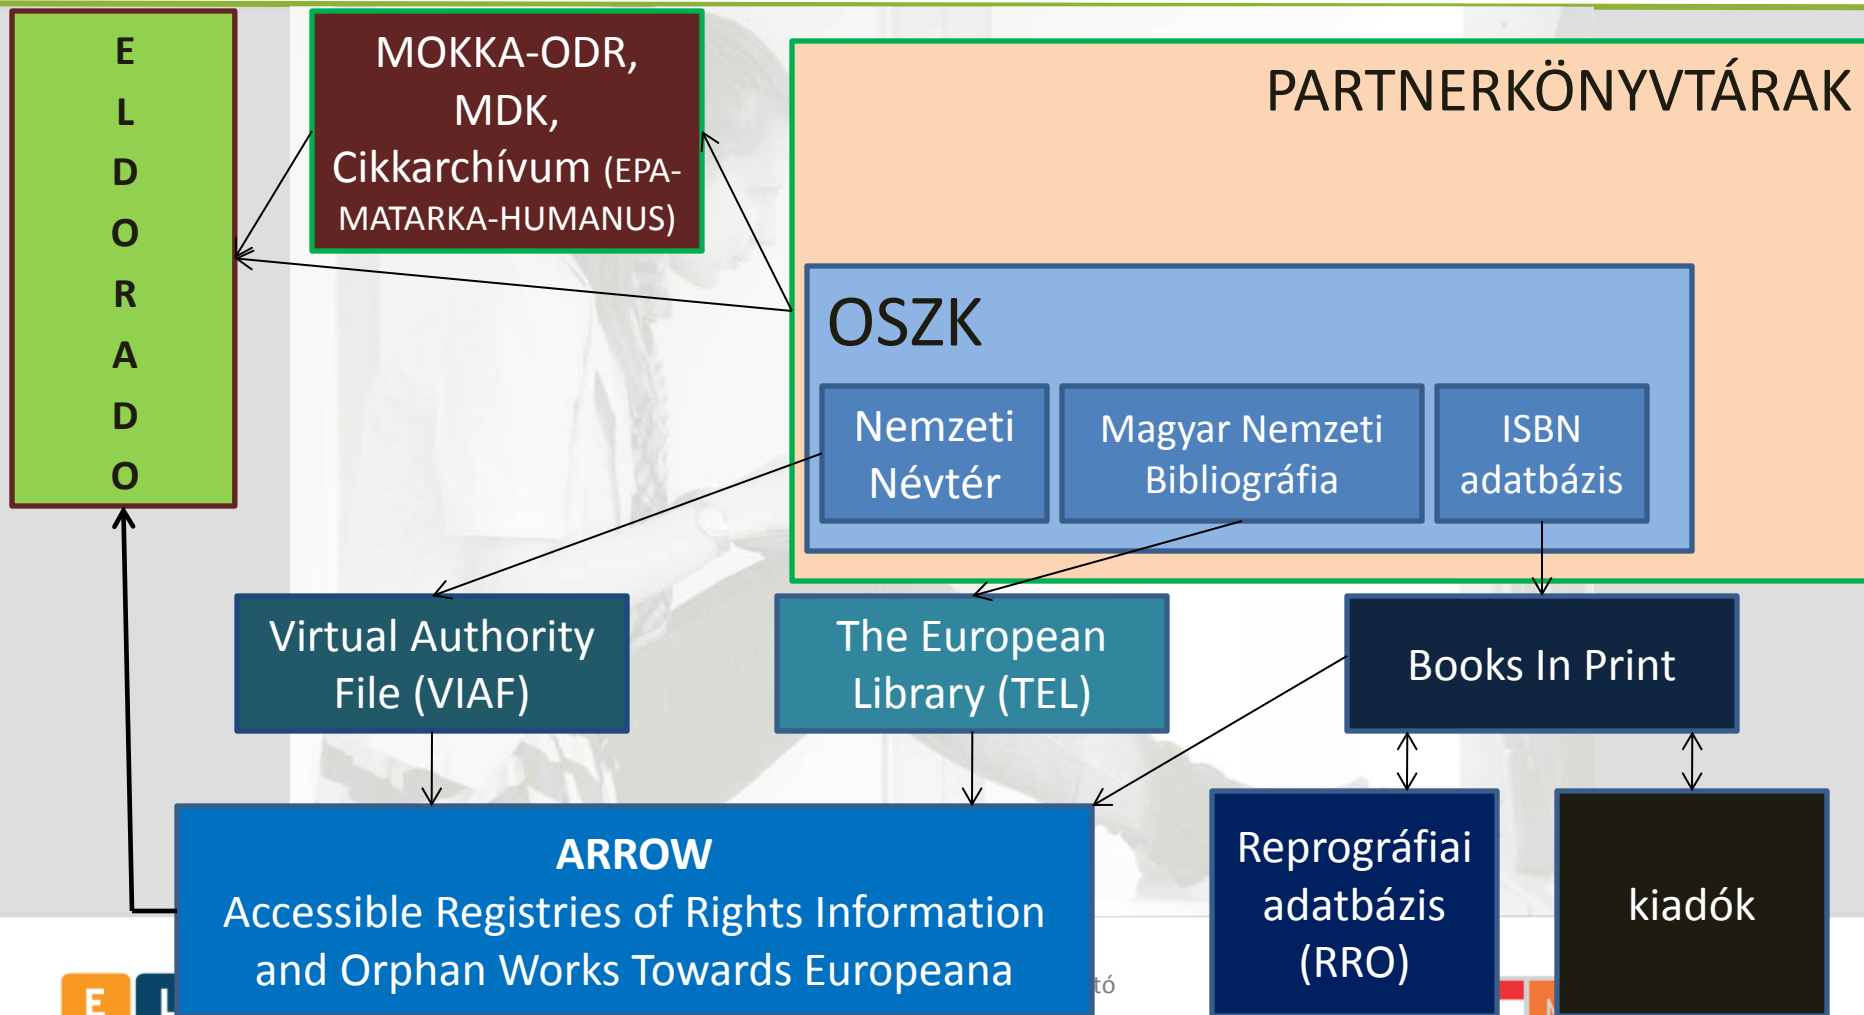 E
L
D
O
R
A
D
O
MOKKA-ODR,
MDK,
Cikkarchívum (EPA-
MATARKA-HUMANUS)
PARTNERKÖNYVTÁRAK
OSZK
Nemzeti
Névtér
Magyar Nemzeti
Bibliográfia
ISBN
adatbázis
Virtual Authority
File (VIAF)
The European
Library (TEL)
Books In Print
ARROW
Accessible Registries of Rights Information
and Orphan Works Towards Europeana
Reprográfiai
adatbázis
(RRO)
kiadók
E L
tó